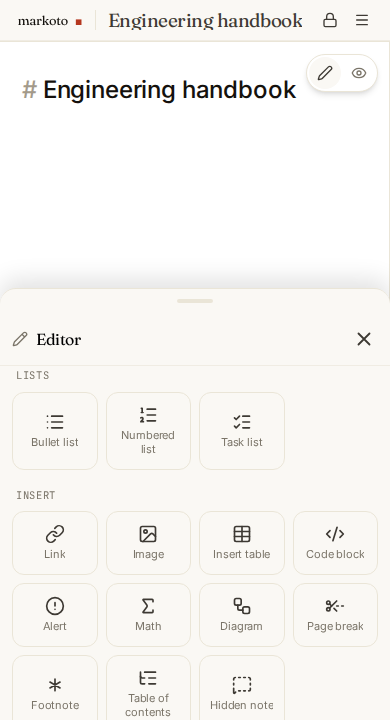 markoto
Engineering handbook
# Engineering handbook
Editor
LISTS
Bullet list
Numbered
list
Task list
INSERT
Link
Image
Insert table
Code block
Alert
Math
Diagram
Page break
Footnote
Table of
contents
Hidden note